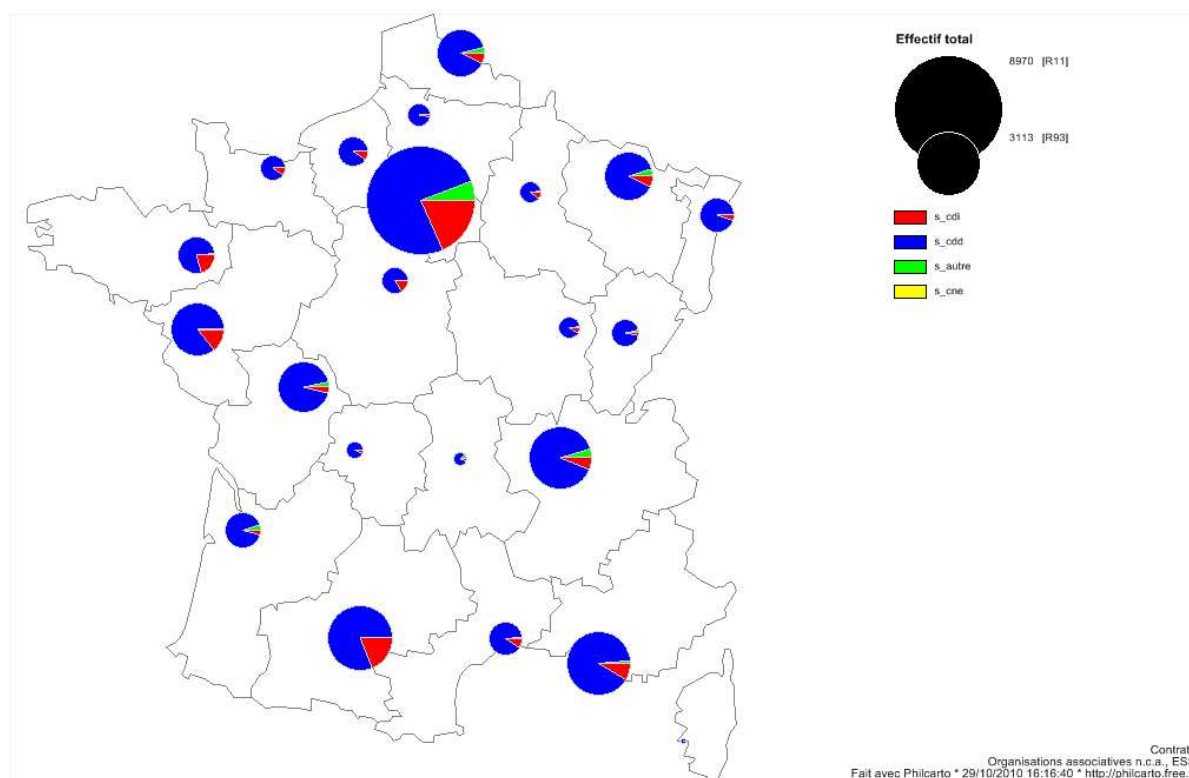 Effectif total
8970 [R11]
3113 [R93]
s_cdi
s_cdd
s_autre
s_cne
Contrat
Organisations associatives n.c.a., ES
Fait avec Philcarto * 29/10/2010 16:16:40 * http://philcarto.free